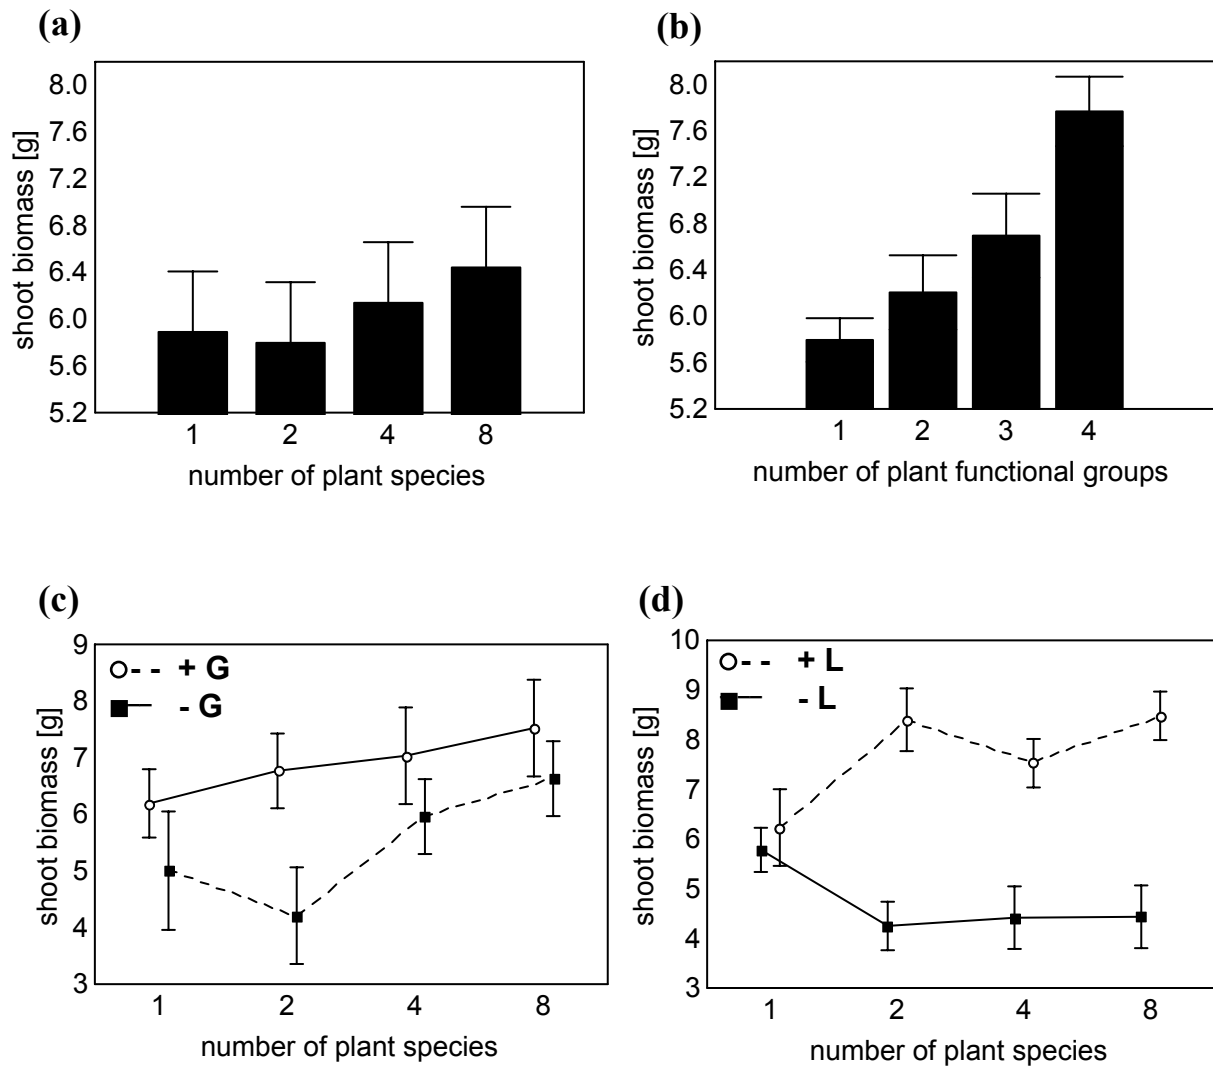 (a)
shoot biomass [g]
8.0
7.6
7.2
6.8
6.4
6.0
5.6
5.2
1 2 4 8
number of plant species
(b)
shoot biomass [g]
8.0
7.6
7.2
6.8
6.4
6.0
5.6
5.2
1 2 3 4
number of plant functional groups
(c)
shoot biomass [g]
9
8
7
6
5
4
3
+ G
- G
1 2 4 8
number of plant species
(d)
shoot biomass [g]
10
9
8
7
6
5
4
3
+ L
- L
1 2 4 8
number of plant species